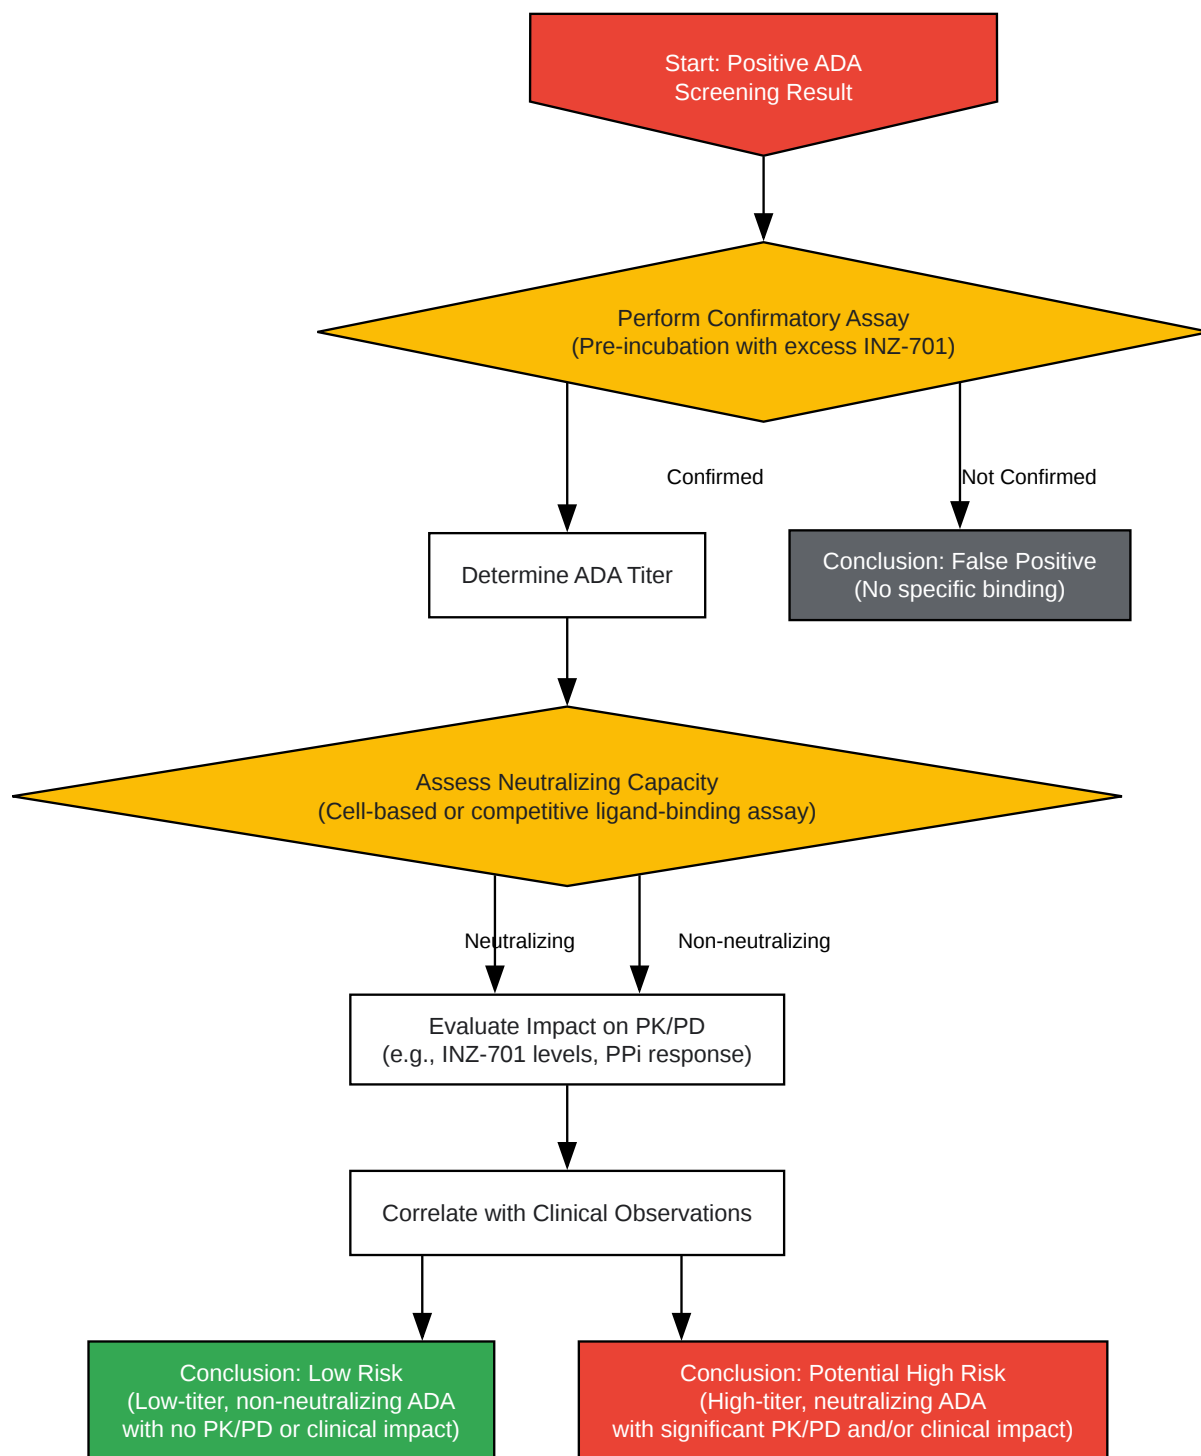 Start: Positive ADA
Screening Result
Perform Confirmatory Assay
(Pre-incubation with excess INZ-701)
Confirmed
Not Confirmed
Determine ADA Titer
Conclusion: False Positive
(No specific binding)
Assess Neutralizing Capacity
(Cell-based or competitive ligand-binding assay)
Neutralizing
Non-neutralizing
Evaluate Impact on PK/PD
(e.g., INZ-701 levels, PPi response)
Correlate with Clinical Observations
Conclusion: Low Risk
(Low-titer, non-neutralizing ADA
with no PK/PD or clinical impact)
Conclusion: Potential High Risk
(High-titer, neutralizing ADA
with significant PK/PD and/or clinical impact)